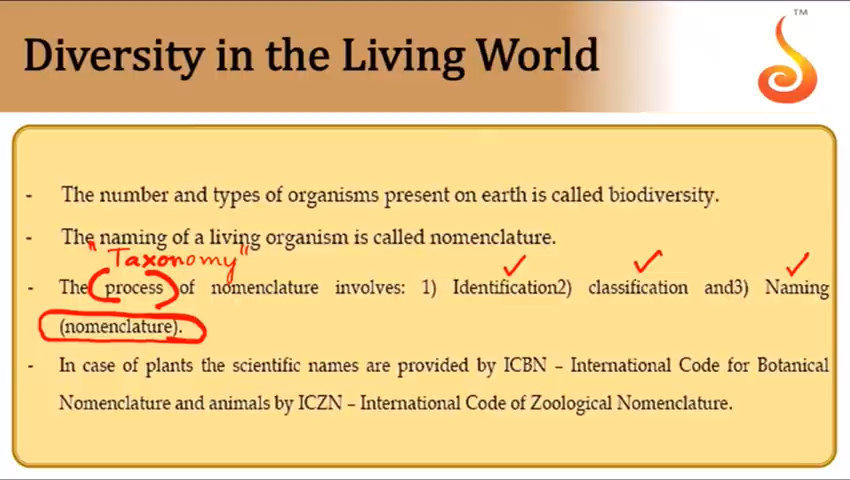 TM
Diversity in the Living World
- The number and types of organisms present on earth is called biodiversity.
- The naming of a living organism is called nomenclature.
"Taxonomy"
- The process of nomenclature involves: 1) Identification2) classification and3) Naming
(nomenclature).
- In case of plants the scientific names are provided by ICBN – International Code for Botanical
Nomenclature and animals by ICZN – International Code of Zoological Nomenclature.